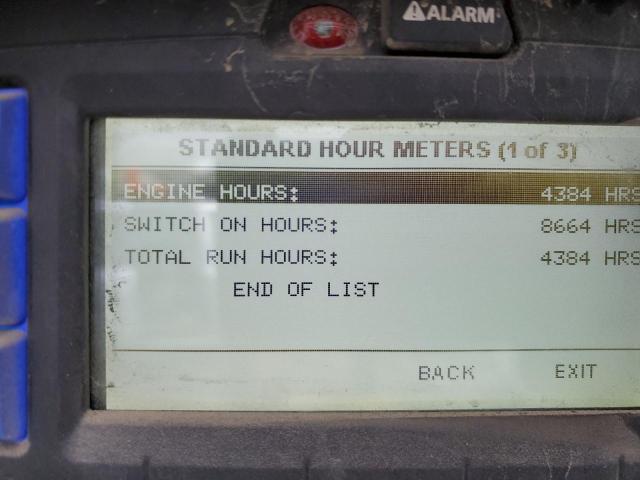 ALARM
STANDARD HOUR METERS (1 of 3)
ENGINE HOURS: 4384 HRS
SWITCH ON HOURS: 8664 HRS
TOTAL RUN HOURS: 4384 HRS
END OF LIST
BACK EXIT